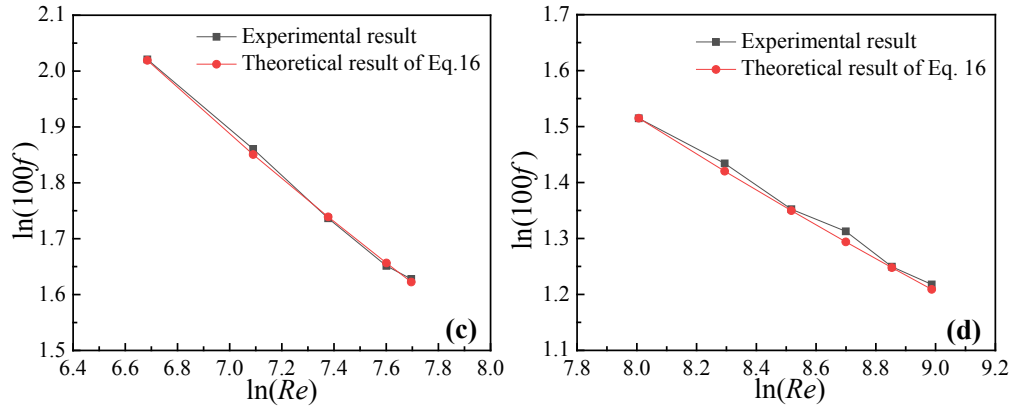 2.1
2.0
1.9
1.8
1.7
1.6
1.5
ln(100f)
Experimental result
Theoretical result of Eq.16
(c)
6.4 6.6 6.8 7.0 7.2 7.4 7.6 7.8 8.0
ln(Re)
1.7
1.6
1.5
1.4
1.3
1.2
1.1
ln(100f)
Experimental result
Theoretical result of Eq. 16
(d)
7.8 8.0 8.2 8.4 8.6 8.8 9.0 9.2
ln(Re)